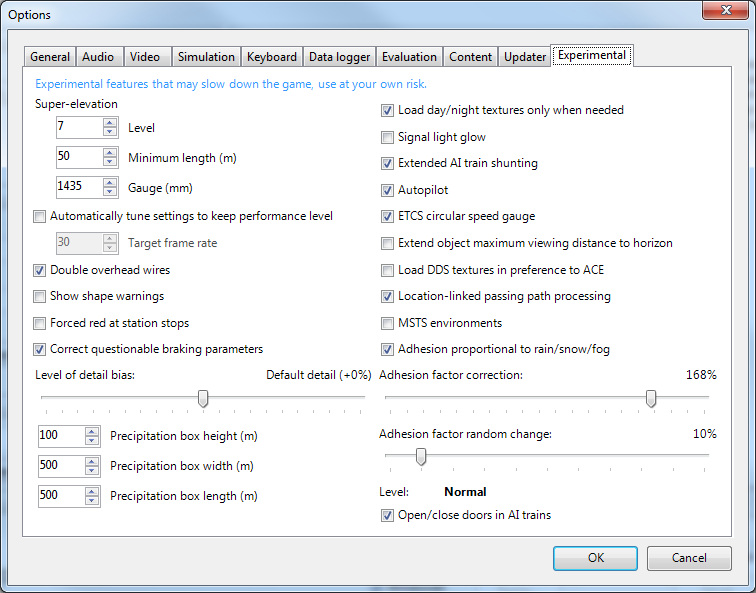 Options
General Audio Video Simulation Keyboard Data logger Evaluation Content Updater Experimental
Experimental features that may slow down the game, use at your own risk.
Super-elevation
7 Level
50 Minimum length (m)
1435 Gauge (mm)
Automatically tune settings to keep performance level
30 Target frame rate
Double overhead wires
Show shape warnings
Forced red at station stops
Correct questionable braking parameters
Level of detail bias: Default detail (+0%)
100 Precipitation box height (m)
500 Precipitation box width (m)
500 Precipitation box length (m)
Load day/night textures only when needed
Signal light glow
Extended AI train shunting
Autopilot
ETCS circular speed gauge
Extend object maximum viewing distance to horizon
Load DDS textures in preference to ACE
Location-linked passing path processing
MSTS environments
Adhesion proportional to rain/snow/fog
Adhesion factor correction: 168%
Adhesion factor random change: 10%
Level: Normal
Open/close doors in AI trains
OK Cancel